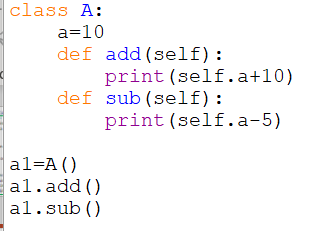 class A:
    a=10
    def add(self):
        print(self.a+10)
    def sub(self):
        print(self.a-5)

a1=A()
a1.add()
a1.sub()